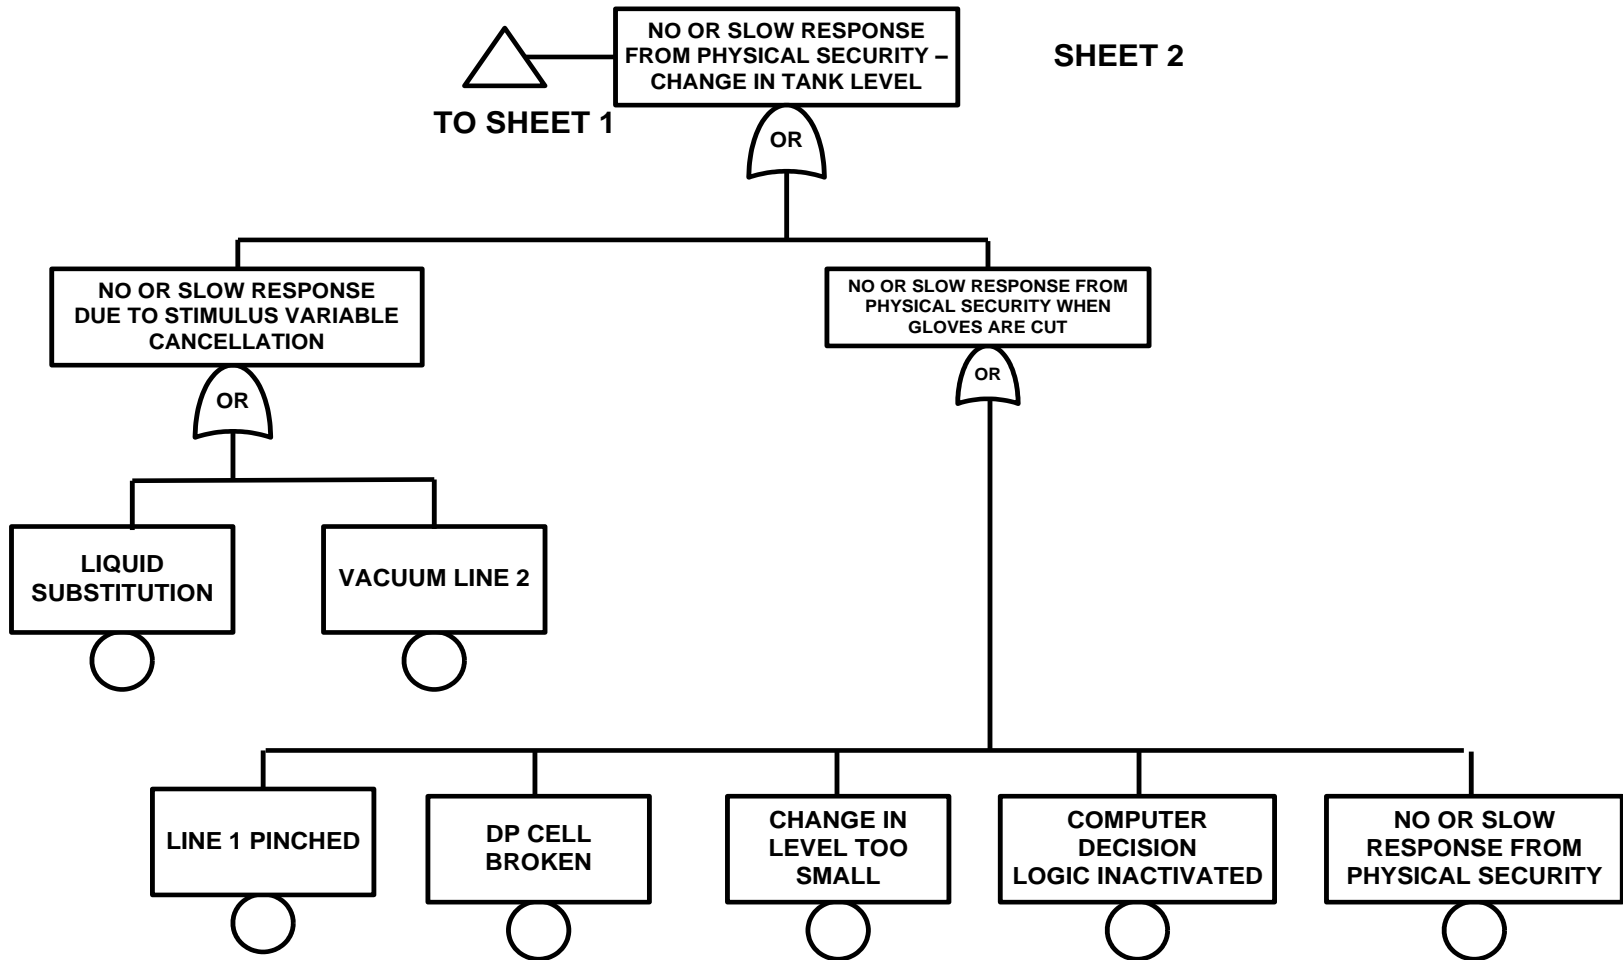 NO OR SLOW RESPONSE
FROM PHYSICAL SECURITY –
CHANGE IN TANK LEVEL
SHEET 2
TO SHEET 1
OR
NO OR SLOW RESPONSE
DUE TO STIMULUS VARIABLE
CANCELLATION
NO OR SLOW RESPONSE FROM
PHYSICAL SECURITY WHEN
GLOVES ARE CUT
OR
OR
LIQUID
SUBSTITUTION
VACUUM LINE 2
LINE 1 PINCHED
DP CELL
BROKEN
CHANGE IN
LEVEL TOO
SMALL
COMPUTER
DECISION
LOGIC INACTIVATED
NO OR SLOW
RESPONSE FROM
PHYSICAL SECURITY